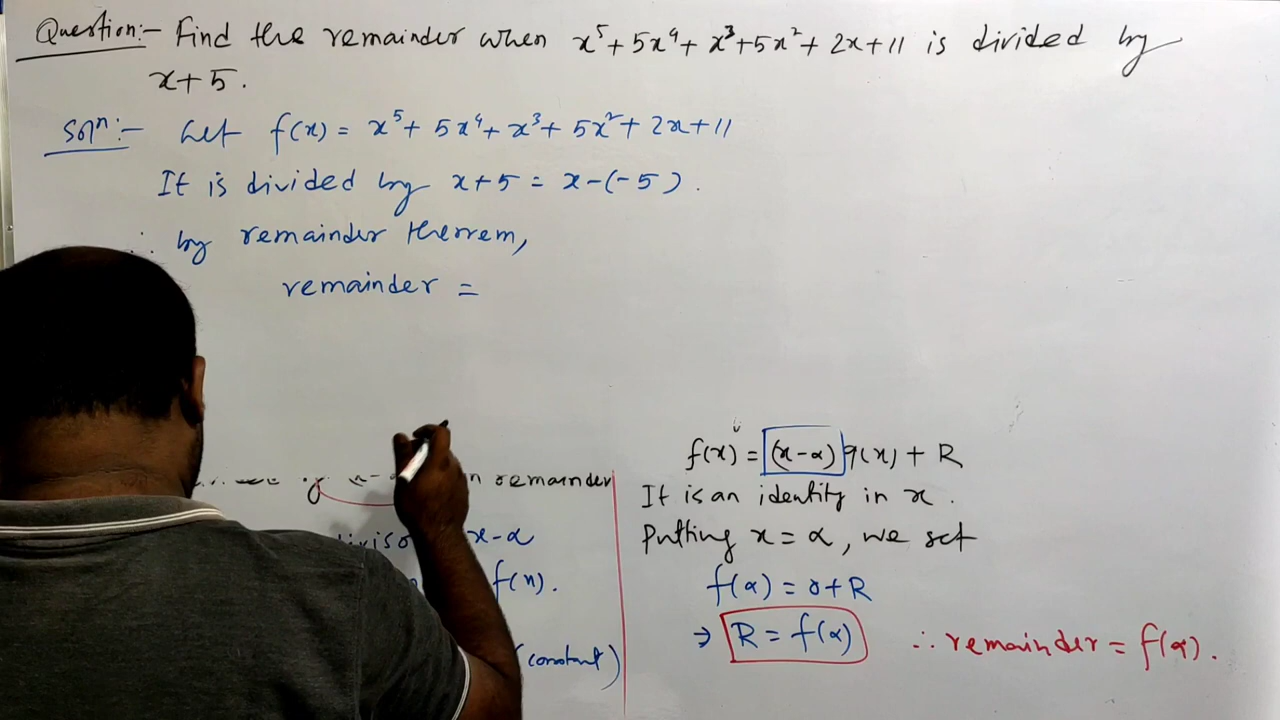 Question:- Find the remainder when x⁵+5x⁴+x³+5x²+2x+11 is divided by
x+5.
Solⁿ:- Let f(x) = x⁵+5x⁴+x³+5x²+2x+11
It is divided by x+5 = x-(-5).
∴ by remainder theorem,
remainder =
remainder
x-α
f(x).
(constant)
f(x) = (x-α) q(x) + R
It is an identity in x.
Putting x = α, we get
f(α) = 0+R
⇒ R = f(α)
∴ remainder = f(α).